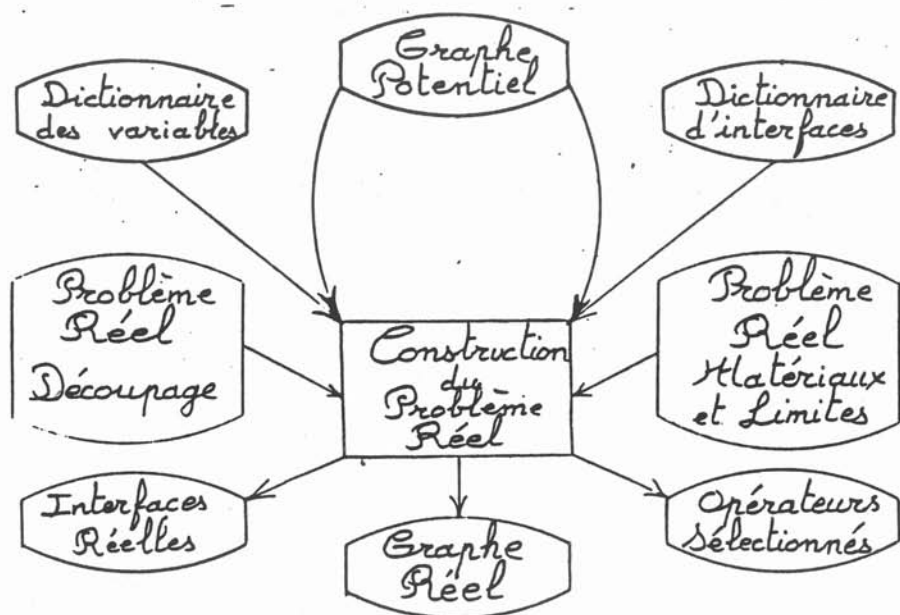 Graphe
Potentiel
Dictionnaire
des variables
Dictionnaire
d'interfaces
Problème
Réel
Découpage
Construction
du
Problème
Réel
Problème
Réel
Matériaux
et Limites
Interfaces
Réelles
Graphe
Réel
Opérateurs
Sélectionnés